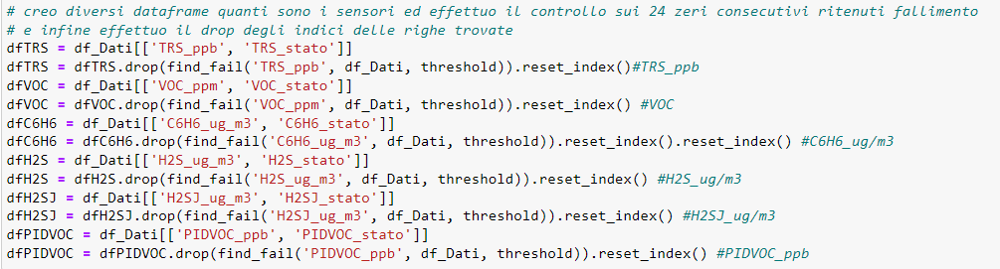 # creo diversi dataframe quanti sono i sensori ed effettuo il controllo sui 24 zeri consecutivi ritenuti fallimento
# e infine effettuo il drop degli indici delle righe trovate
dfTRS = df_Dati[['TRS_ppb', 'TRS_stato']]
dfTRS = dfTRS.drop(find_fail('TRS_ppb', df_Dati, threshold)).reset_index()#TRS_ppb
dfVOC = df_Dati[['VOC_ppm', 'VOC_stato']]
dfVOC = dfVOC.drop(find_fail('VOC_ppm', df_Dati, threshold)).reset_index() #VOC
dfC6H6 = df_Dati[['C6H6_ug_m3', 'C6H6_stato']]
dfC6H6 = dfC6H6.drop(find_fail('C6H6_ug_m3', df_Dati, threshold)).reset_index().reset_index() #C6H6_ug/m3
dfH2S = df_Dati[['H2S_ug_m3', 'H2S_stato']]
dfH2S = dfH2S.drop(find_fail('H2S_ug_m3', df_Dati, threshold)).reset_index() #H2S_ug/m3
dfH2SJ = df_Dati[['H2SJ_ug_m3', 'H2SJ_stato']]
dfH2SJ = dfH2SJ.drop(find_fail('H2SJ_ug_m3', df_Dati, threshold)).reset_index() #H2SJ_ug/m3
dfPIDVOC = df_Dati[['PIDVOC_ppb', 'PIDVOC_stato']]
dfPIDVOC = dfPIDVOC.drop(find_fail('PIDVOC_ppb', df_Dati, threshold)).reset_index() #PIDVOC_ppb